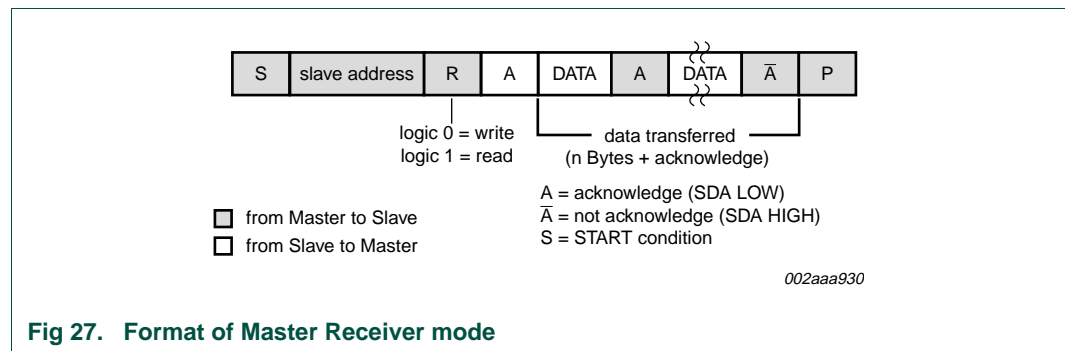 S slave address R A DATA A DATA A̅ P
logic 0 = write
logic 1 = read
data transferred
(n Bytes + acknowledge)
A = acknowledge (SDA LOW)
A̅ = not acknowledge (SDA HIGH)
S = START condition
from Master to Slave
from Slave to Master
002aaa930
Fig 27. Format of Master Receiver mode